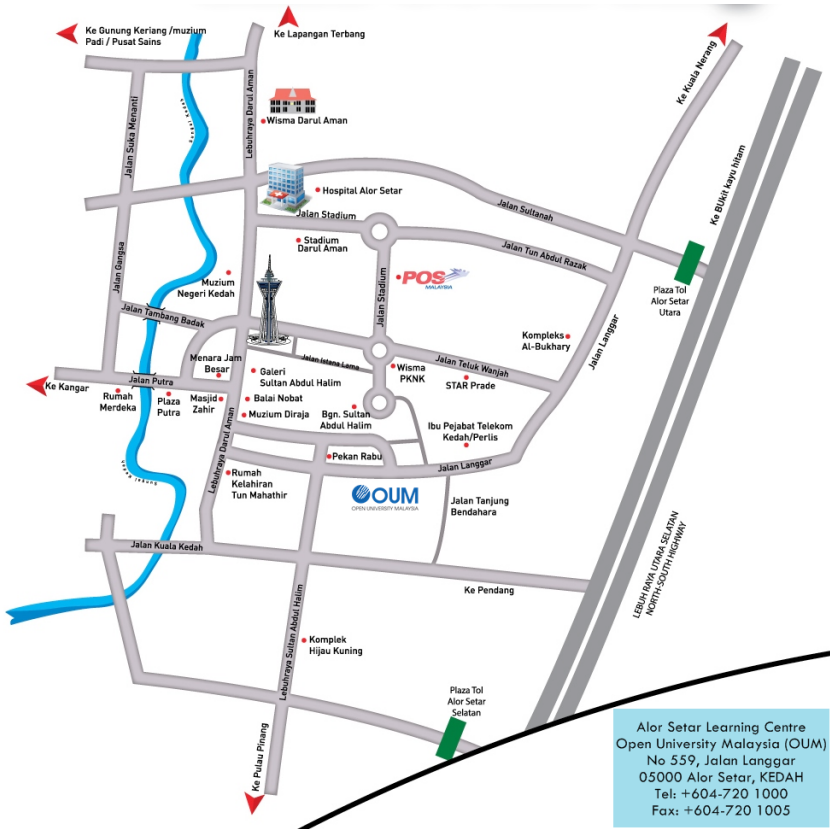 Ke Gunung Keriang /muzium
Padi / Pusat Sains
Ke Lapangan Terbang
Ke Kuala Nerang
Lebuhraya Darul Aman
Jalan Suka Menanti
Wisma Darul Aman
Ke BUkit kayu hitam
Hospital Alor Setar
Jalan Sultanah
Jalan Stadium
Stadium
Darul Aman
Jalan Tun Abdul Razak
Jalan Gangsa
Muzium
Negeri Kedah
POS
MALAYSIA
Jalan Stadium
Plaza Tol
Alor Setar
Utara
Jalan Tambang Badak
Kompleks
Al-Bukhary
Jalan Langgar
Menara Jam
Besar
Jalan Istana Lama
Jalan Teluk Wanjah
Galeri
Sultan Abdul Halim
Wisma
PKNK
STAR Prade
Ke Kangar
Jalan Putra
Rumah
Merdeka
Plaza
Putra
Masjid
Zahir
Balai Nobat
Muzium Diraja
Bgn. Sultan
Abdul Halim
Ibu Pejabat Telekom
Kedah/Perlis
Lebuhraya Darul Aman
Pekan Rabu
Jalan Langgar
Rumah
Kelahiran
Tun Mahathir
OUM
OPEN UNIVERSITY MALAYSIA
Jalan Tanjung
Bendahara
Jalan Kuala Kedah
Ke Pendang
LEBUH RAYA UTARA SELATAN
NORTH-SOUTH HIGHWAY
Lebuhraya Sultan Abdul Halim
Komplek
Hijau Kuning
Plaza Tol
Alor Setar
Selatan
Ke Pulau Pinang
Alor Setar Learning Centre
Open University Malaysia (OUM)
No 559, Jalan Langgar
05000 Alor Setar, KEDAH
Tel: +604-720 1000
Fax: +604-720 1005